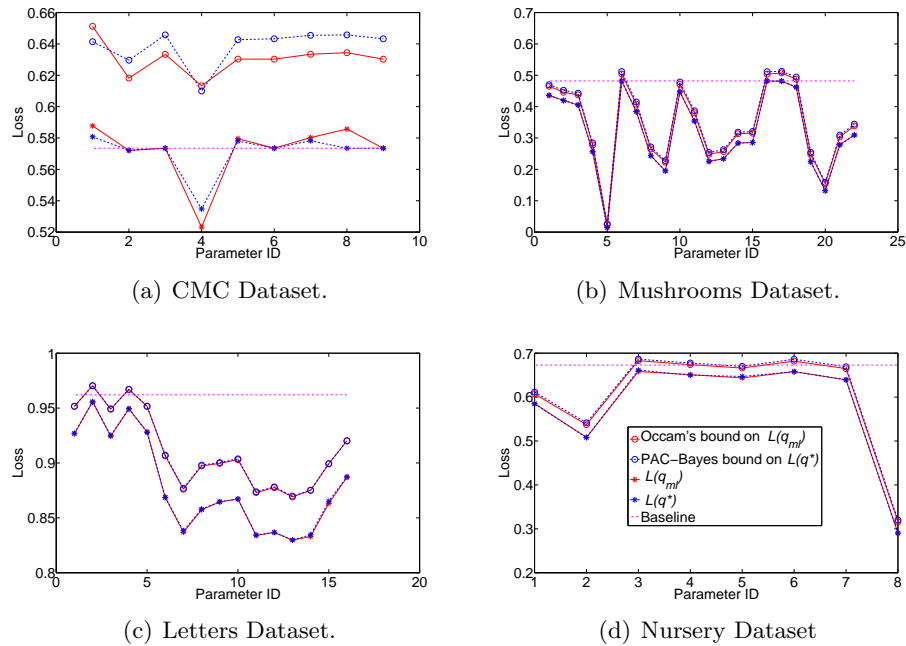 0.66
0.64
0.62
0.6
0.58
0.56
0.54
0.52
Loss
0 2 4 6 8 10
Parameter ID
(a) CMC Dataset.
0.7
0.6
0.5
0.4
0.3
0.2
0.1
0
Loss
0 5 10 15 20 25
Parameter ID
(b) Mushrooms Dataset.
1
0.95
0.9
0.85
0.8
Loss
0 5 10 15 20
Parameter ID
(c) Letters Dataset.
0.7
0.6
0.5
0.4
0.3
0.2
Loss
Occam's bound on L(q_ml)
PAC−Bayes bound on L(q*)
L(q_ml)
L(q*)
Baseline
1 2 3 4 5 6 7 8
Parameter ID
(d) Nursery Dataset